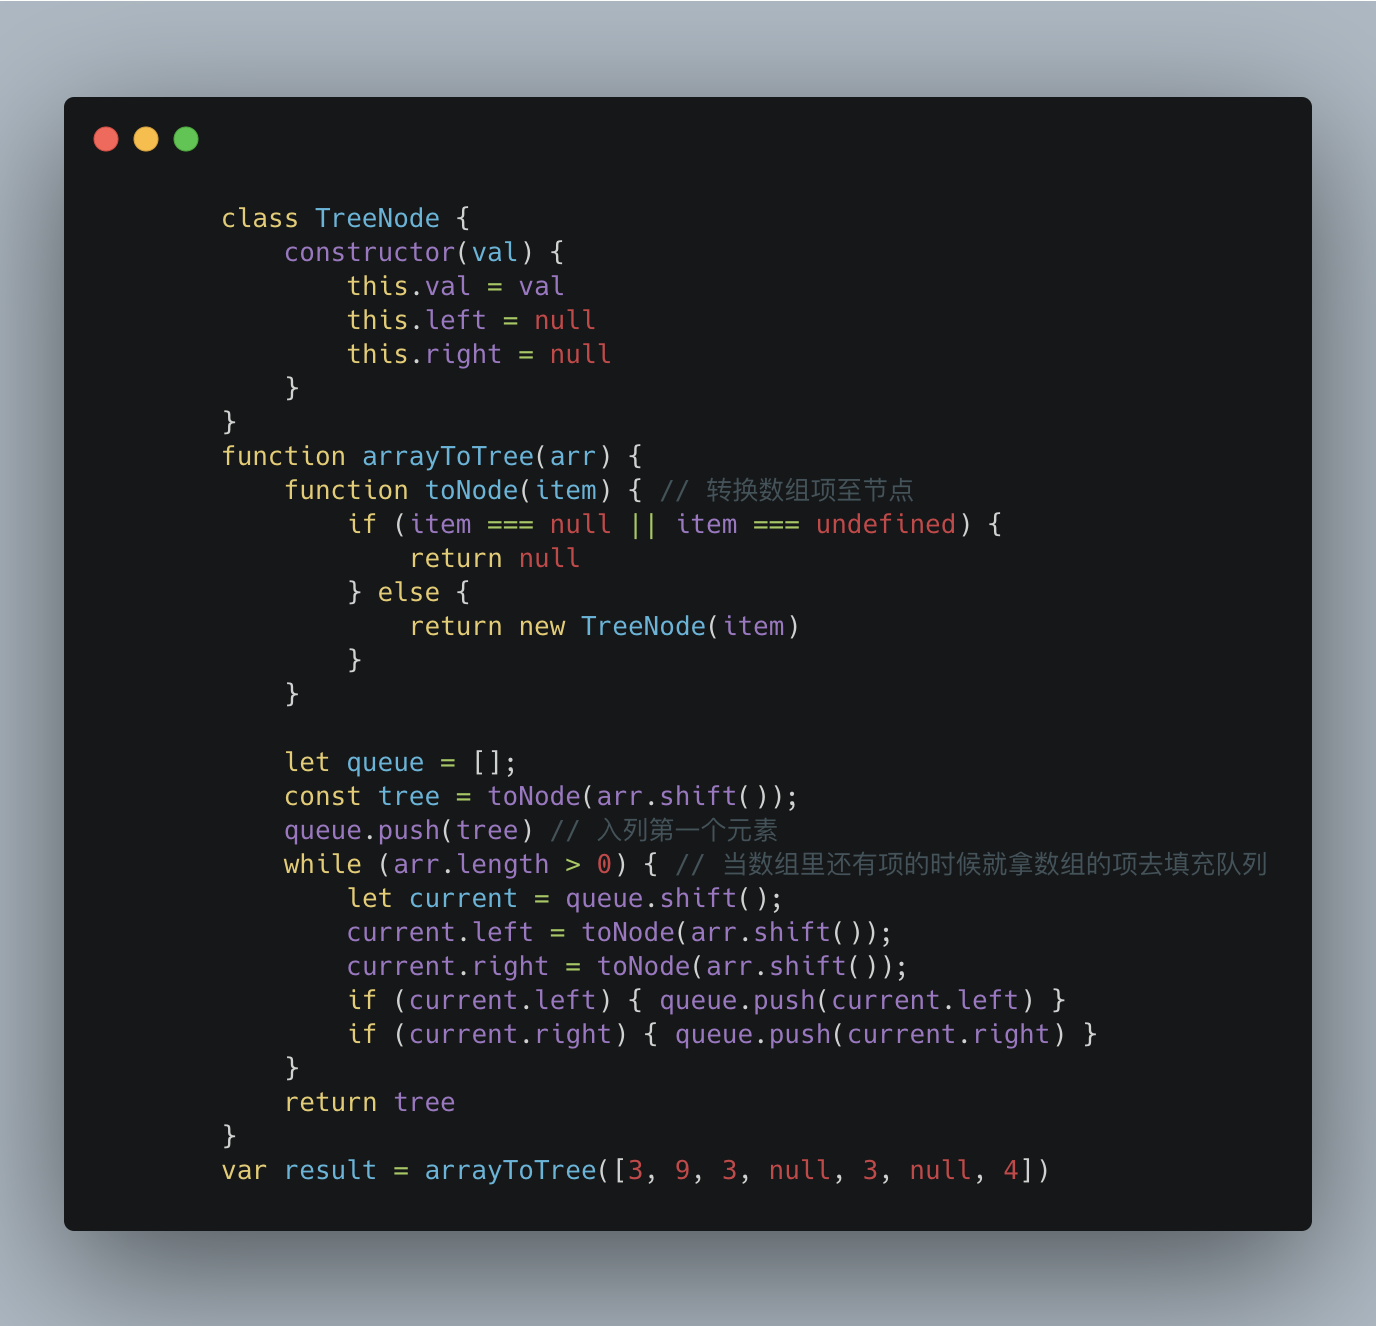 class TreeNode {
    constructor(val) {
        this.val = val
        this.left = null
        this.right = null
    }
}
function arrayToTree(arr) {
    function toNode(item) { // 转换数组项至节点
        if (item === null || item === undefined) {
            return null
        } else {
            return new TreeNode(item)
        }
    }

    let queue = [];
    const tree = toNode(arr.shift());
    queue.push(tree) // 入列第一个元素
    while (arr.length > 0) { // 当数组里还有项的时候就拿数组的项去填充队列
        let current = queue.shift();
        current.left = toNode(arr.shift());
        current.right = toNode(arr.shift());
        if (current.left) { queue.push(current.left) }
        if (current.right) { queue.push(current.right) }
    }
    return tree
}
var result = arrayToTree([3, 9, 3, null, 3, null, 4])